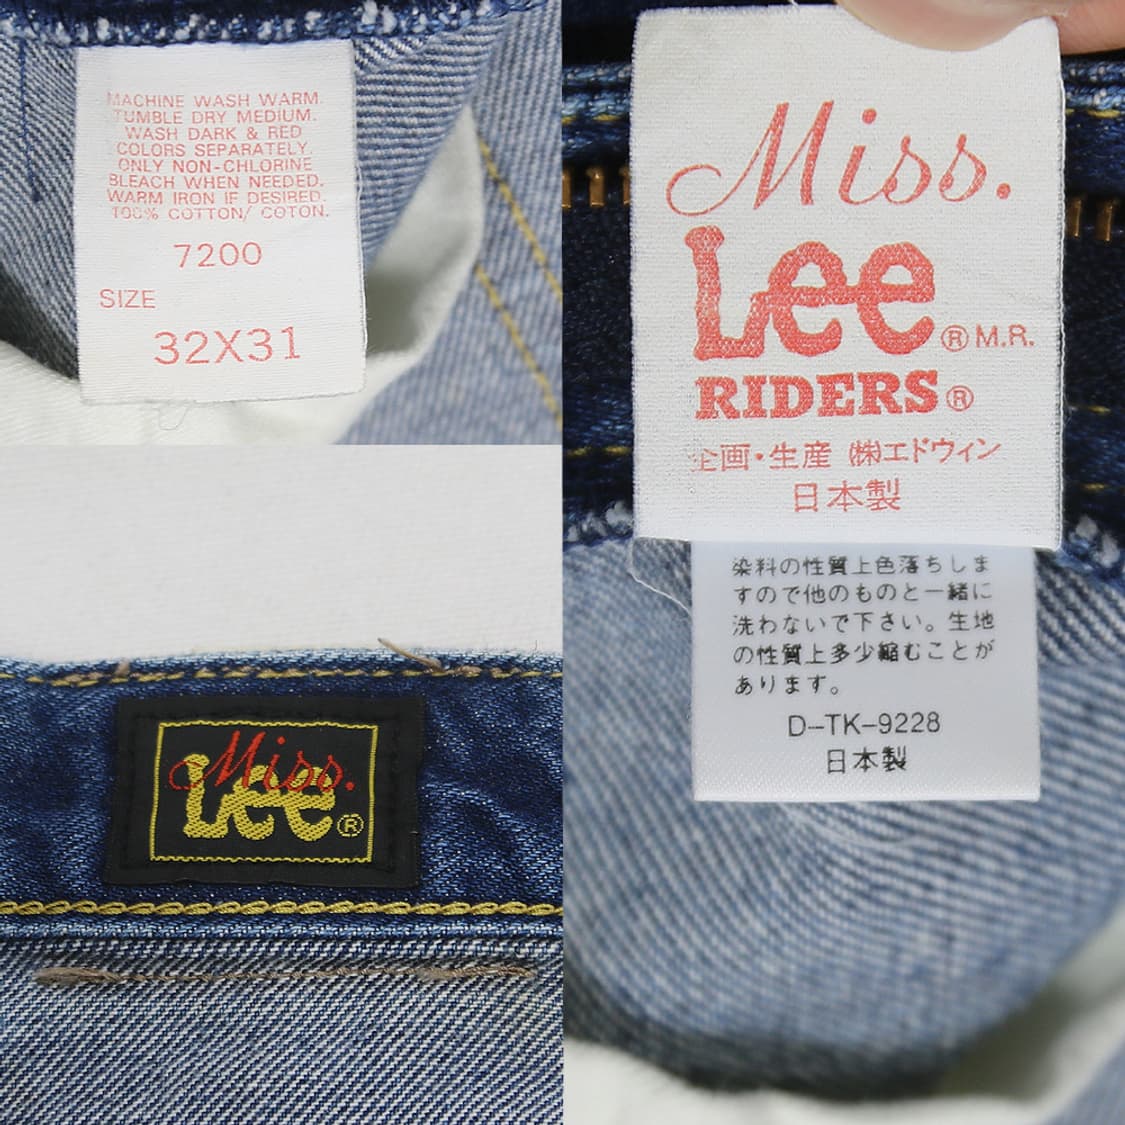 MACHINE WASH WARM.
TUMBLE DRY MEDIUM.
WASH DARK & RED
COLORS SEPARATELY.
ONLY NON-CHLORINE
BLEACH WHEN NEEDED.
WARM IRON IF DESIRED.
100% COTTON/ COTON.
7200
SIZE
32X31
Miss.
Lee® M.R.
RIDERS®
企画・生産 ㈱エドウィン
日本製
染料の性質上色落ちしま
すので他のものと一緒に
洗わないで下さい。生地
の性質上多少縮むことが
あります。
D-TK-9228
日本製
Miss.
Lee®